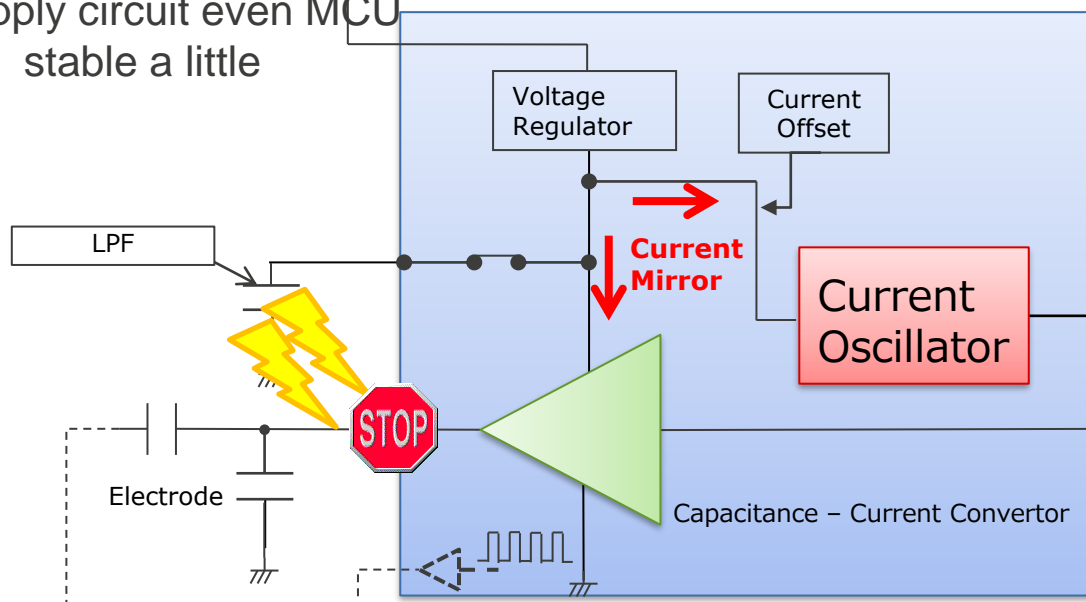 supply circuit even MCU
stable a little
Voltage
Regulator
Current
Offset
LPF
Current
Mirror
Current
Oscillator
STOP
Electrode
Capacitance – Current Convertor